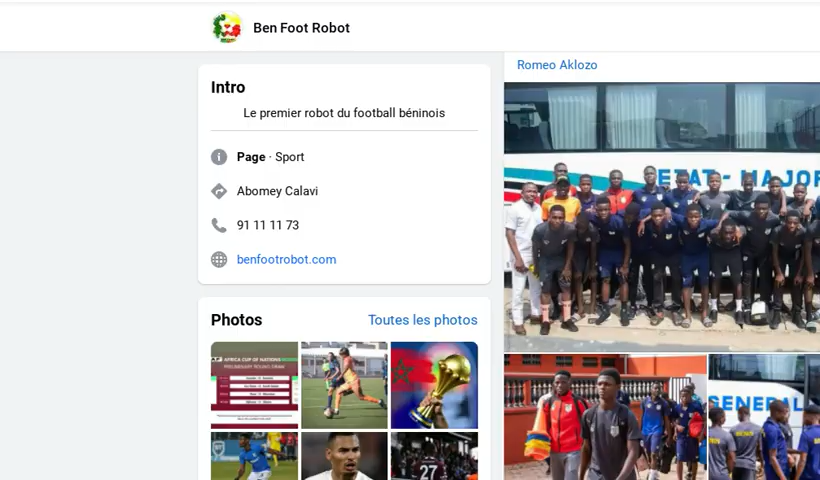 Ben Foot Robot
Intro
Le premier robot du football béninois
Page · Sport
Abomey Calavi
91 11 11 73
benfootrobot.com
Photos
Toutes les photos
AFRICA CUP OF NATIONS
PRELIMINARY ROUND DRAW
27
Romeo Aklozo
ETAT - MAJOR
GENERAL